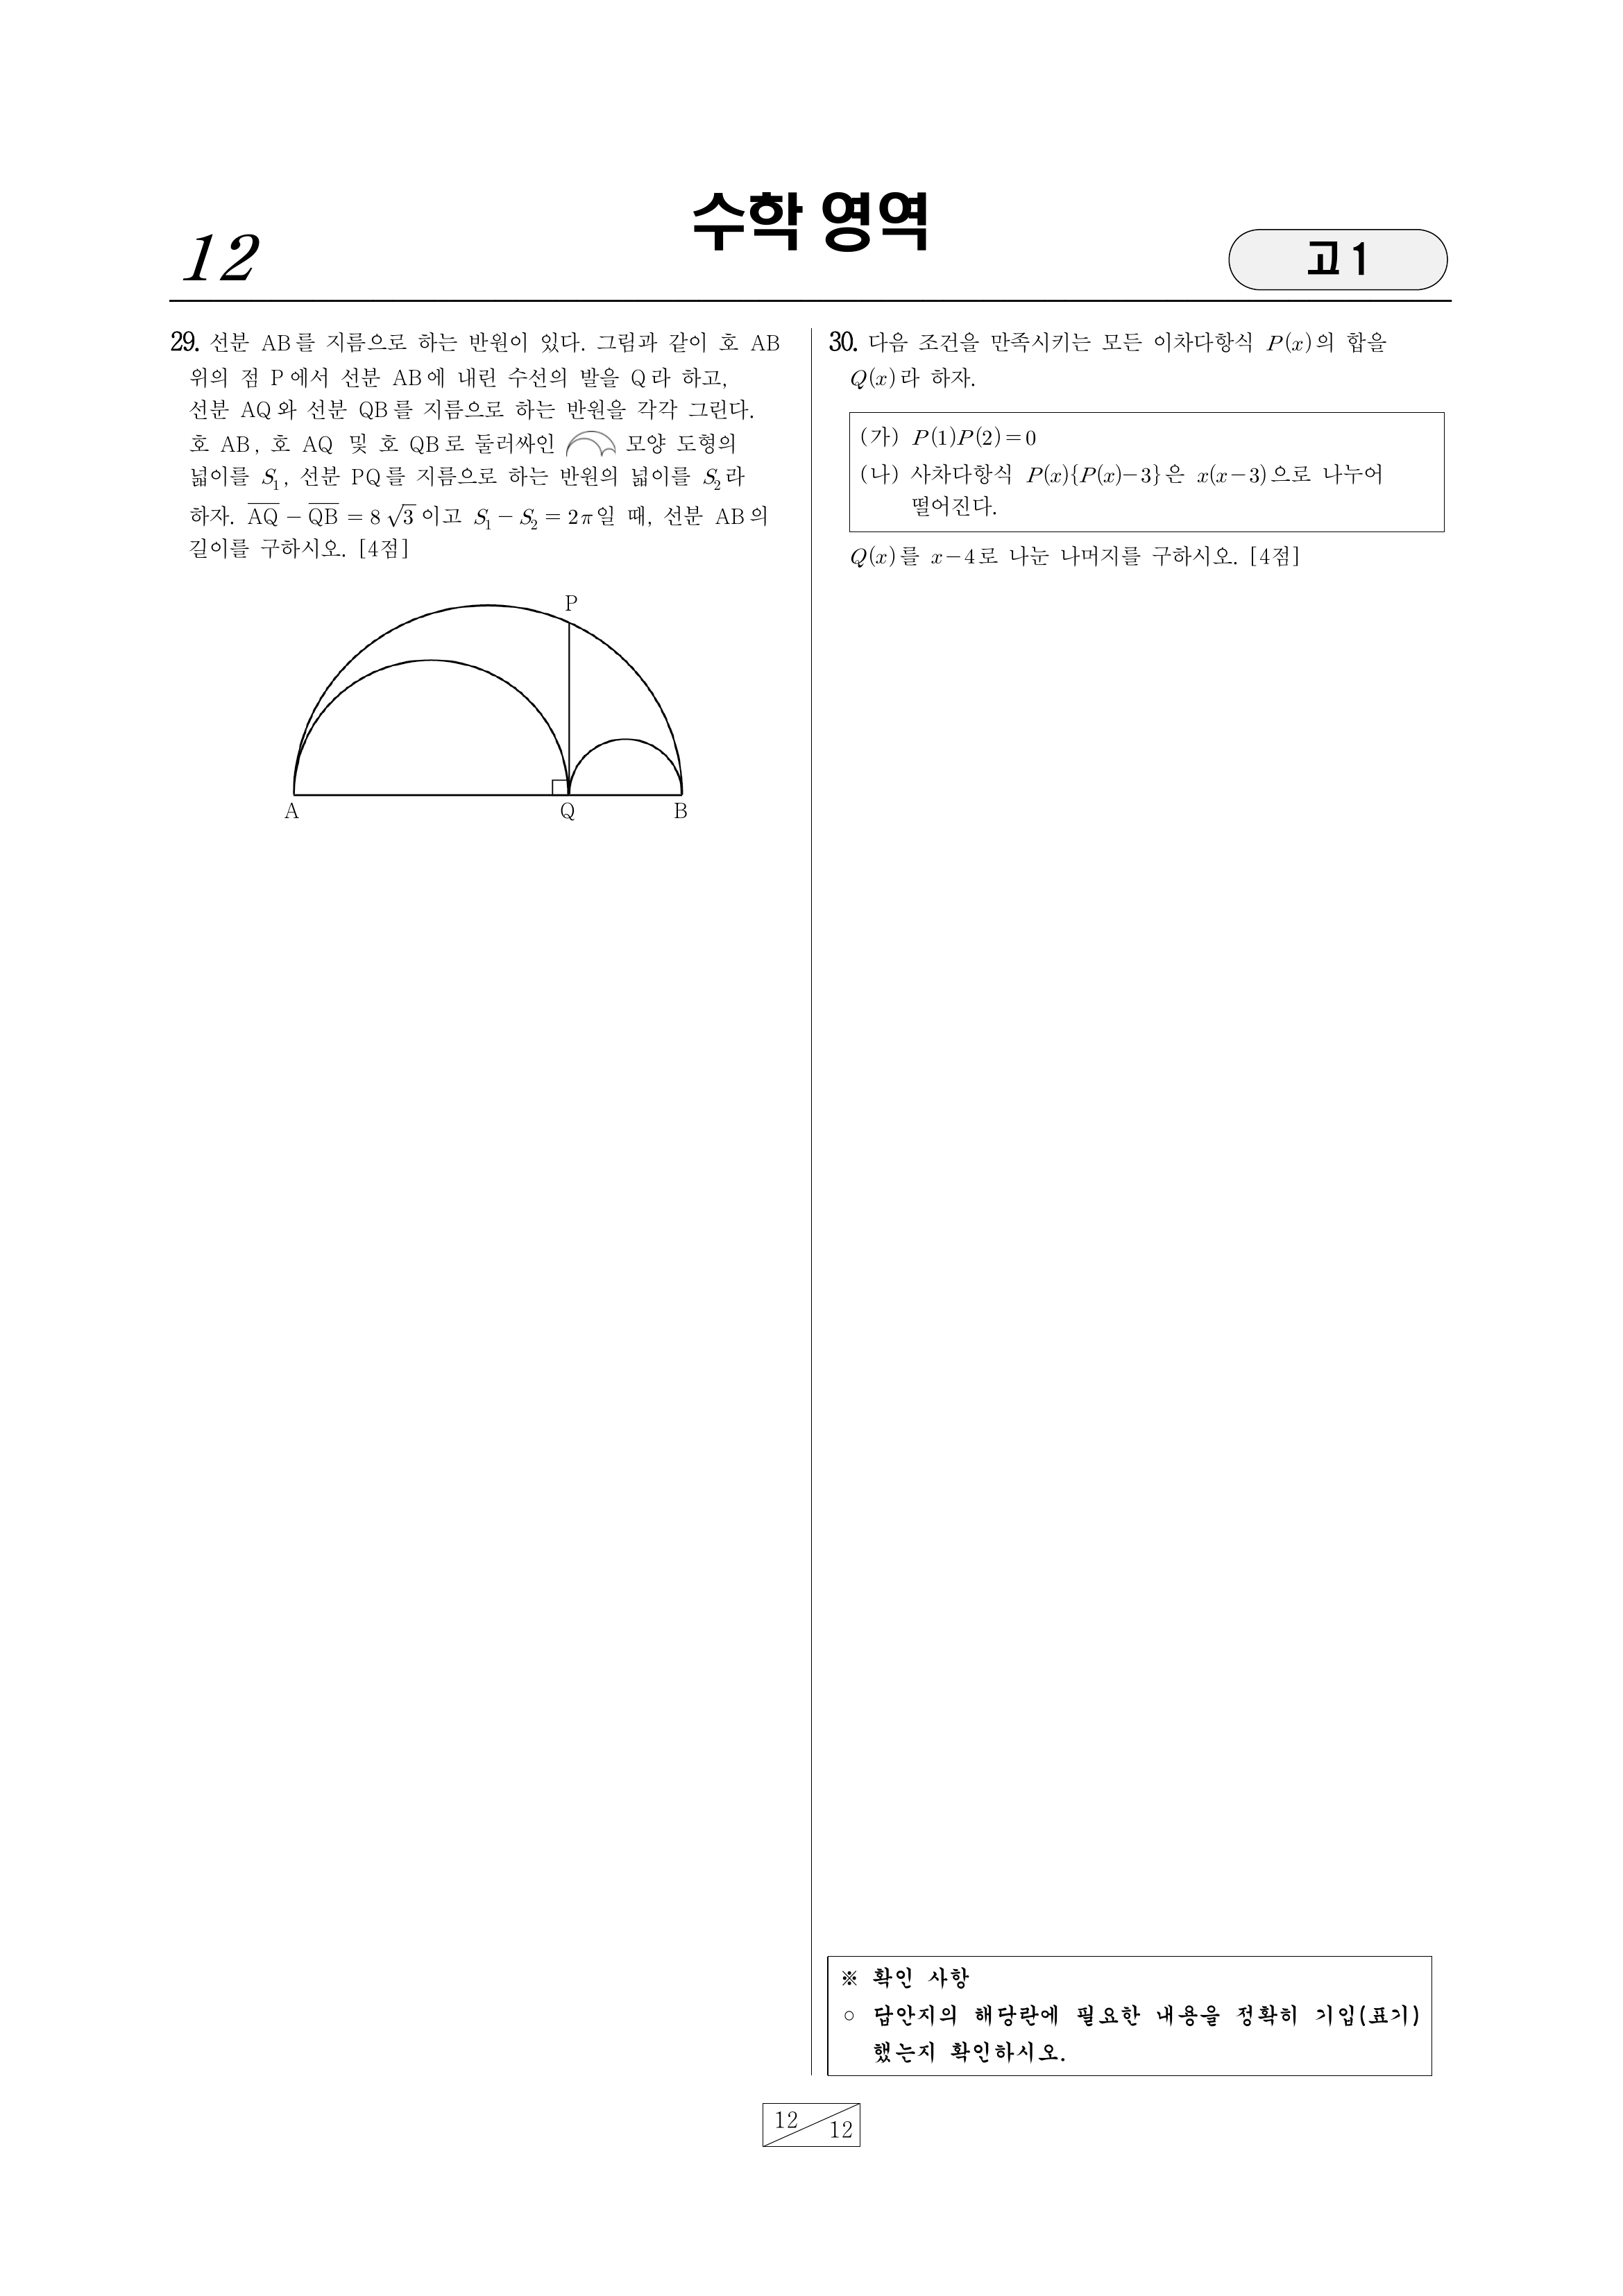 수학 영역
12
고 1
29. 선분 AB를 지름으로 하는 반원이 있다. 그림과 같이 호 AB
위의 점 P에서 선분 AB에 내린 수선의 발을 Q라 하고,
선분 AQ와 선분 QB를 지름으로 하는 반원을 각각 그린다.
호 AB, 호 AQ 및 호 QB로 둘러싸인 모양 도형의
넓이를 S₁, 선분 PQ를 지름으로 하는 반원의 넓이를 S₂라
하자. A̅Q̅ − Q̅B̅ = 8√3 이고 S₁ − S₂ = 2π일 때, 선분 AB의
길이를 구하시오. [4점]
P
A
Q
B
30. 다음 조건을 만족시키는 모든 이차다항식 P(x)의 합을
Q(x)라 하자.
(가) P(1)P(2)=0
(나) 사차다항식 P(x){P(x)−3}은 x(x−3)으로 나누어
떨어진다.
Q(x)를 x−4로 나눈 나머지를 구하시오. [4점]
※ 확인 사항
○ 답안지의 해당란에 필요한 내용을 정확히 기입(표기)
했는지 확인하시오.
12
12